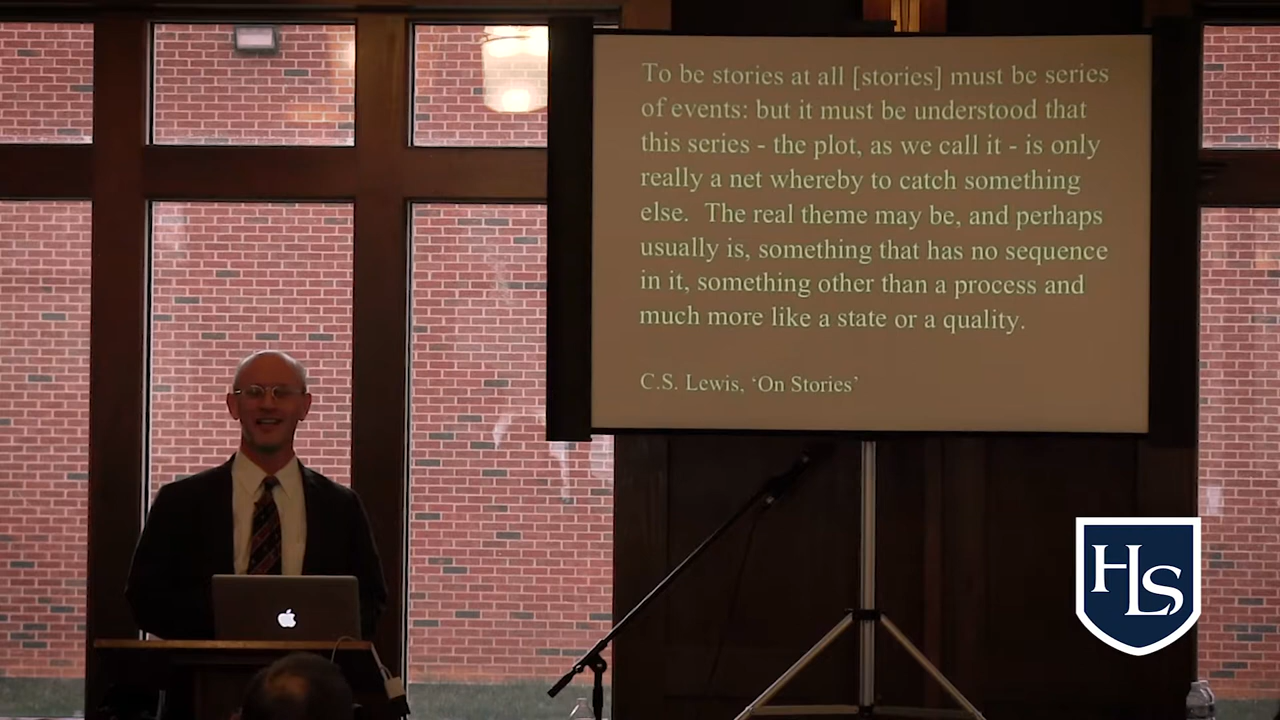 To be stories at all [stories] must be series
of events: but it must be understood that
this series - the plot, as we call it - is only
really a net whereby to catch something
else. The real theme may be, and perhaps
usually is, something that has no sequence
in it, something other than a process and
much more like a state or a quality.
C.S. Lewis, ‘On Stories’
HLS